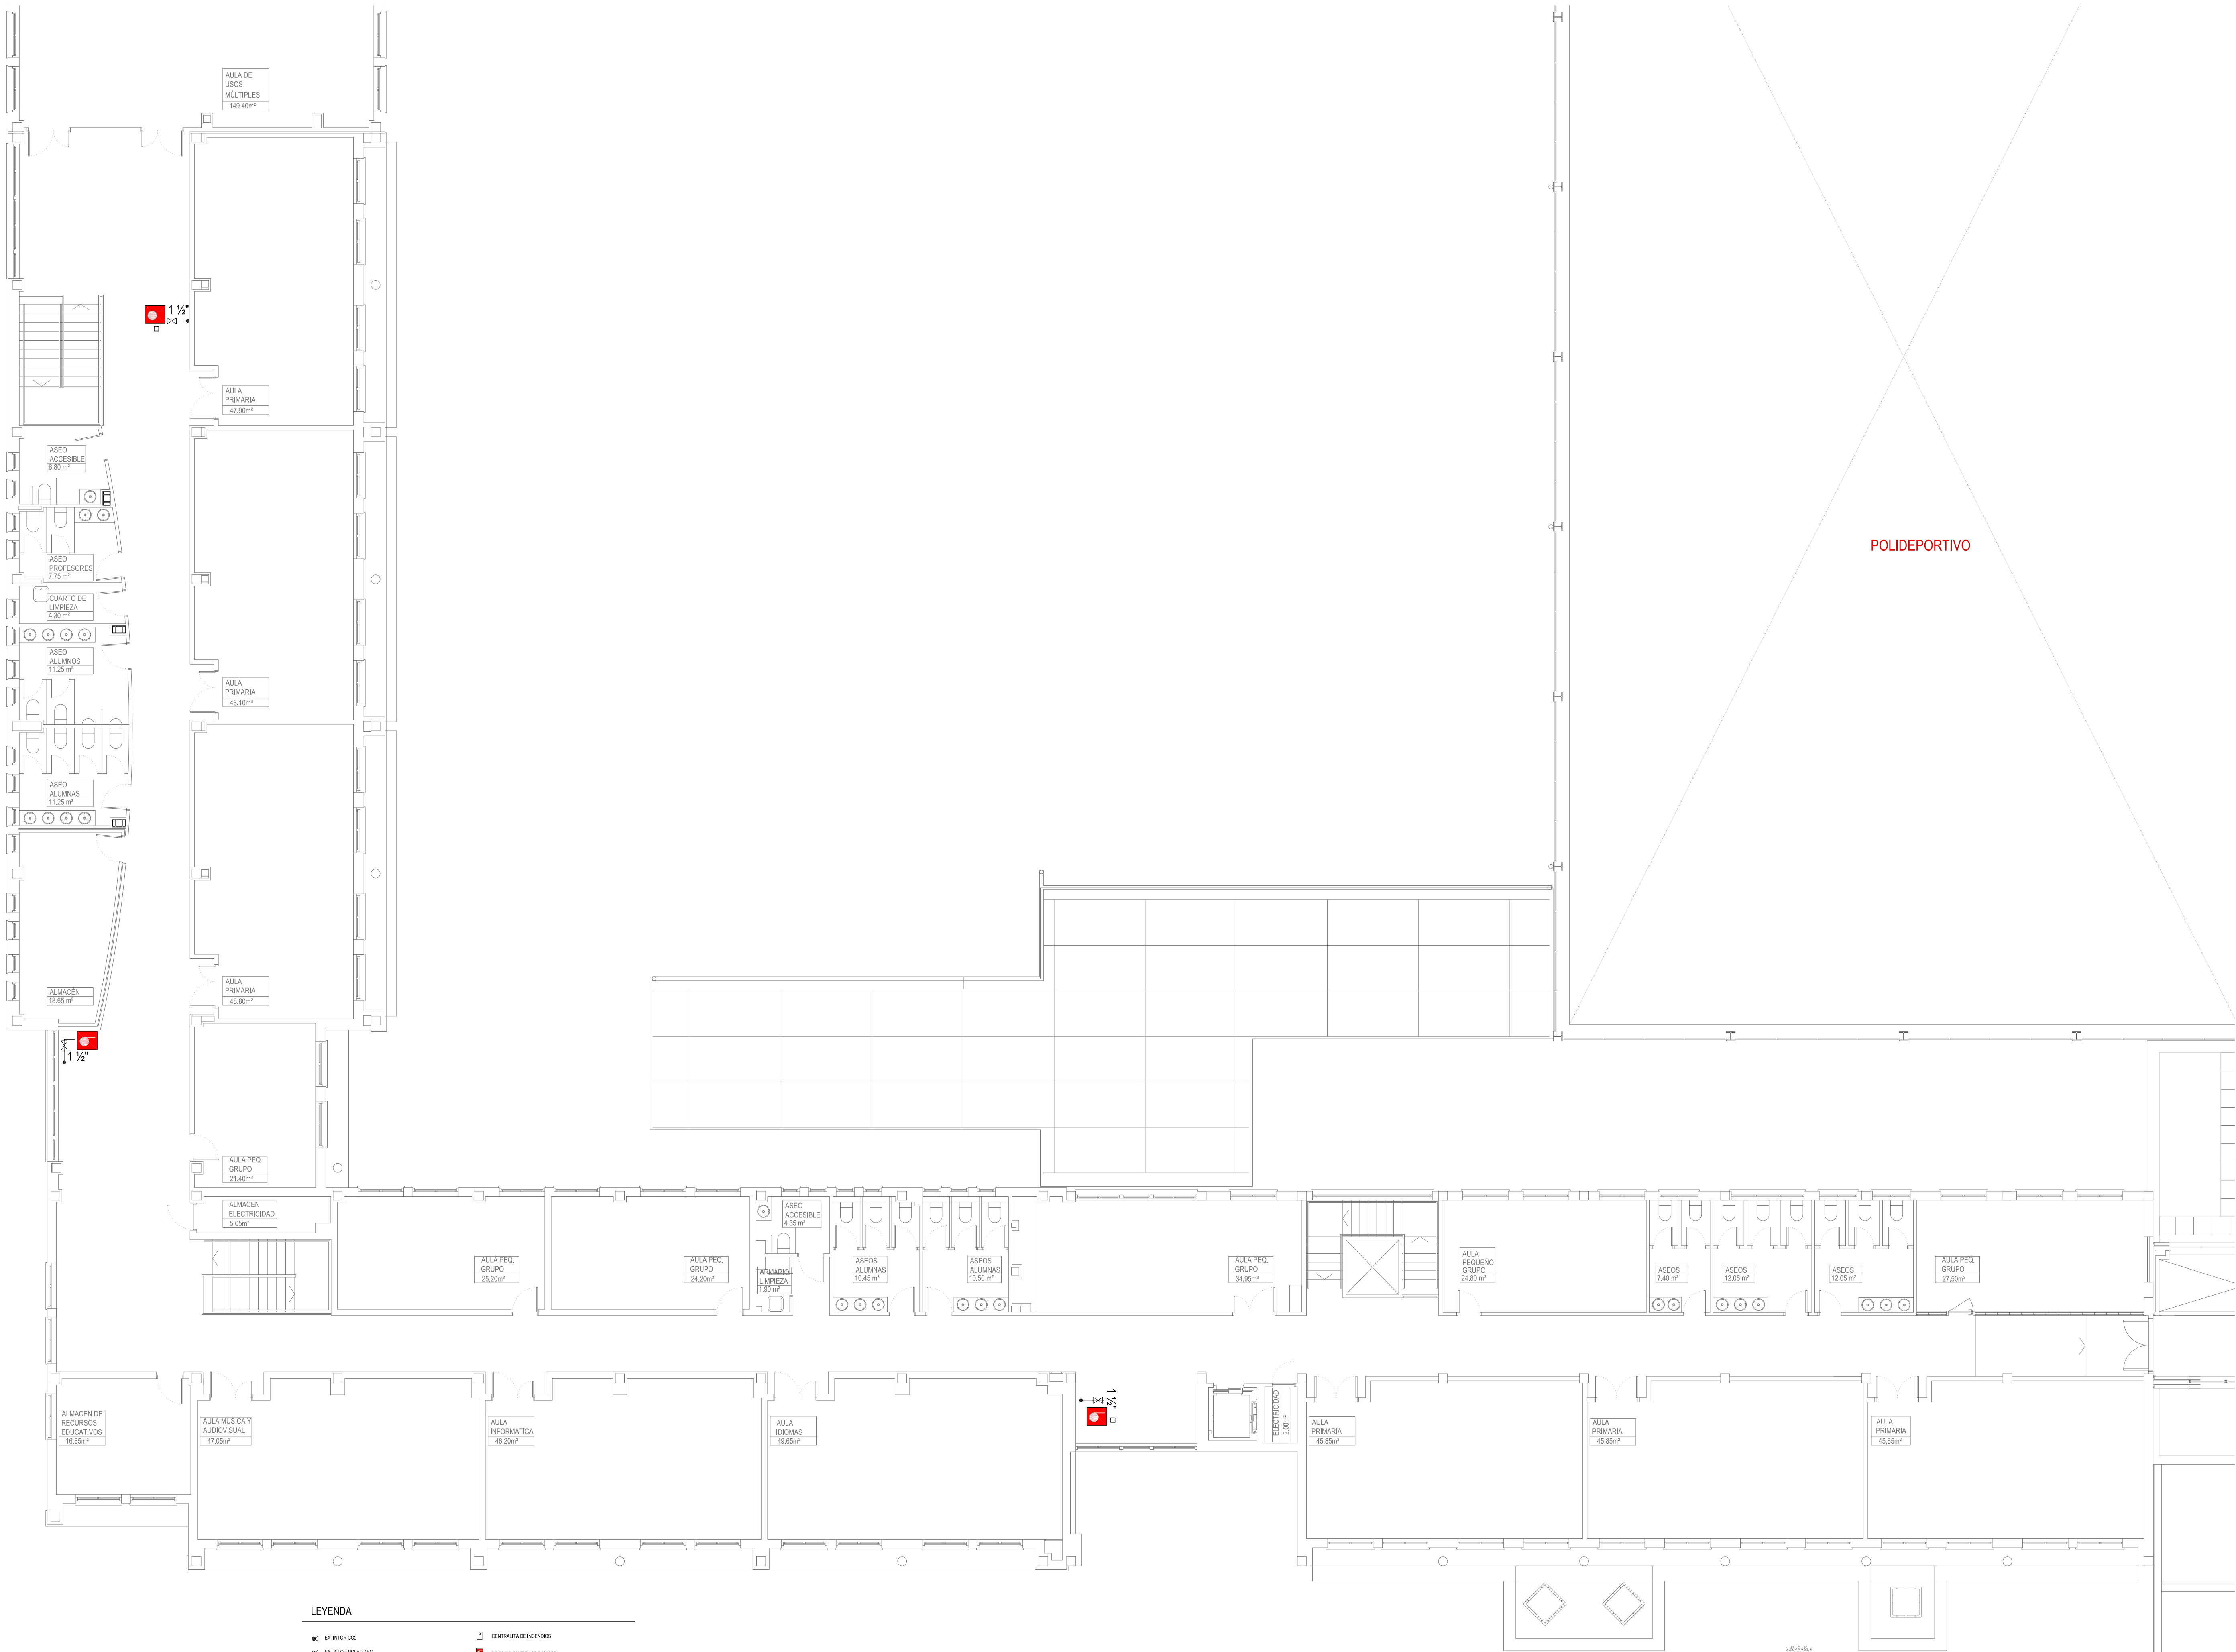 AULA DE
USOS
MÚLTIPLES
149.40m²
1 ½"
AULA
PRIMARIA
47.90m²
ASEO
ACCESIBLE
6.80 m²
ASEO
PROFESORES
7.75 m²
CUARTO DE
LIMPIEZA
4.30 m²
ASEO
ALUMNOS
11.25 m²
AULA
PRIMARIA
48.10m²
ASEO
ALUMNAS
11.25 m²
ALMACÉN
18.65 m²
AULA
PRIMARIA
48.80m²
1 ½"
POLIDEPORTIVO
AULA PEQ.
GRUPO
21.40m²
ALMACEN
ELECTRICIDAD
5.05m²
AULA PEQ.
GRUPO
25,20m²
AULA PEQ.
GRUPO
24,20m²
ASEO
ACCESIBLE
4.35 m²
ARMARIO
LIMPIEZA
1.90 m²
ASEOS
ALUMNAS
10,45 m²
ASEOS
ALUMNAS
10,50 m²
AULA PEQ.
GRUPO
34,95m²
AULA
PEQUEÑO
GRUPO
24,80 m²
ASEOS
7.40 m²
ASEOS
12.05 m²
ASEOS
12.05 m²
AULA PEQ.
GRUPO
27,50m²
ALMACEN DE
RECURSOS
EDUCATIVOS
16,85m²
AULA MUSICA Y
AUDIOVISUAL
47,05m²
AULA
INFORMATICA
46,20m²
AULA
IDIOMAS
49,65m²
1 ½"
ELECTRICIDAD
2,00m²
AULA
PRIMARIA
45,85m²
AULA
PRIMARIA
45,85m²
AULA
PRIMARIA
45,85m²
LEYENDA
EXTINTOR CO2
CENTRALITA DE INCENDIOS